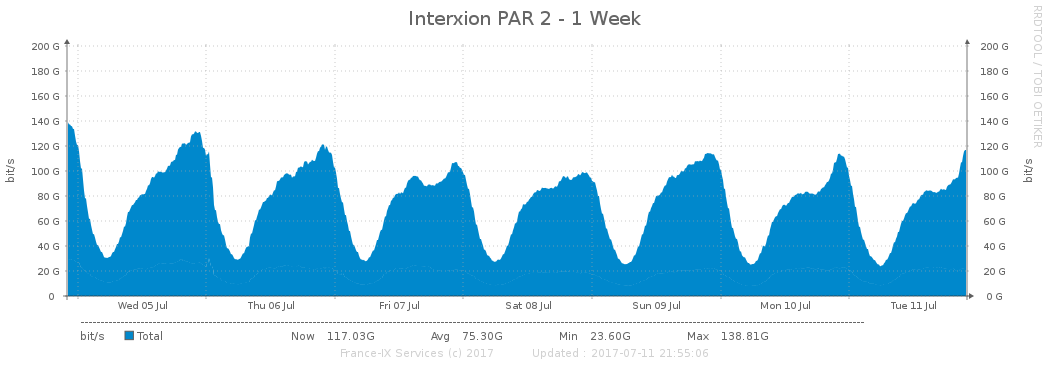 Interxion PAR 2 - 1 Week
RRDTOOL / TOBI OETIKER
bit/s
200 G 200 G
180 G 180 G
160 G 160 G
140 G 140 G
120 G 120 G
100 G 100 G
80 G 80 G
60 G 60 G
40 G 40 G
20 G 20 G
0 0 G
bit/s
Wed 05 Jul Thu 06 Jul Fri 07 Jul Sat 08 Jul Sun 09 Jul Mon 10 Jul Tue 11 Jul
bit/s Total Now 117.03G Avg 75.30G Min 23.60G Max 138.81G
France-IX Services (c) 2017 Updated : 2017-07-11 21:55:06